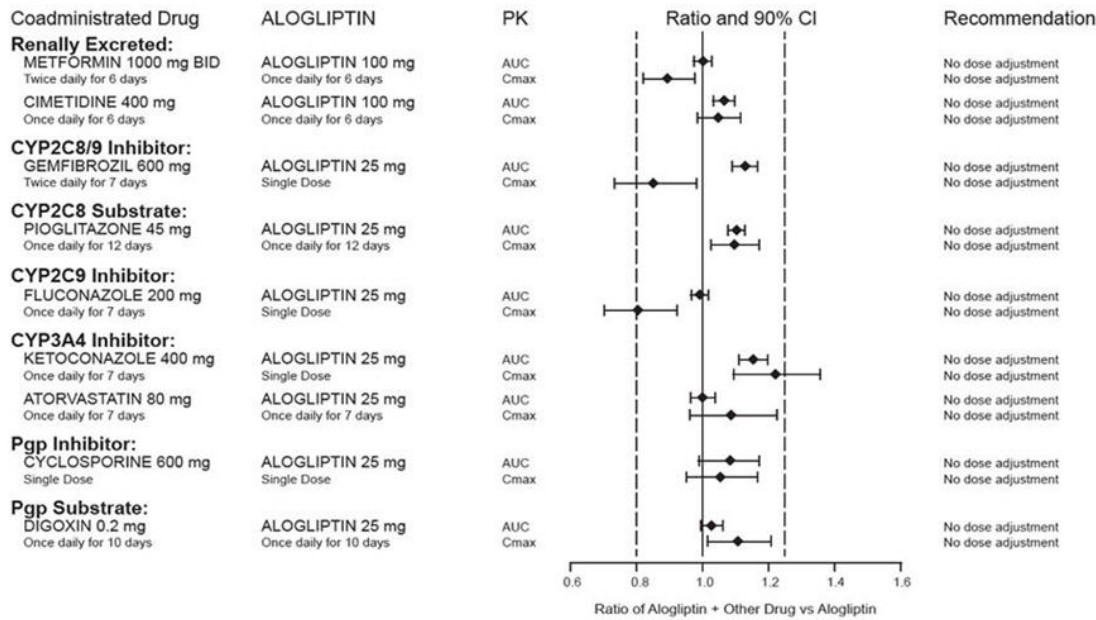 Coadministrated Drug ALOGLIPTIN PK Ratio and 90% CI Recommendation
Renally Excreted:
METFORMIN 1000 mg BID ALOGLIPTIN 100 mg AUC No dose adjustment
Twice daily for 6 days Once daily for 6 days Cmax No dose adjustment
CIMETIDINE 400 mg ALOGLIPTIN 100 mg AUC No dose adjustment
Once daily for 6 days Once daily for 6 days Cmax No dose adjustment
CYP2C8/9 Inhibitor:
GEMFIBROZIL 600 mg ALOGLIPTIN 25 mg AUC No dose adjustment
Twice daily for 7 days Single Dose Cmax No dose adjustment
CYP2C8 Substrate:
PIOGLITAZONE 45 mg ALOGLIPTIN 25 mg AUC No dose adjustment
Once daily for 12 days Once daily for 12 days Cmax No dose adjustment
CYP2C9 Inhibitor:
FLUCONAZOLE 200 mg ALOGLIPTIN 25 mg AUC No dose adjustment
Once daily for 7 days Single Dose Cmax No dose adjustment
CYP3A4 Inhibitor:
KETOCONAZOLE 400 mg ALOGLIPTIN 25 mg AUC No dose adjustment
Once daily for 7 days Single Dose Cmax No dose adjustment
ATORVASTATIN 80 mg ALOGLIPTIN 25 mg AUC No dose adjustment
Once daily for 7 days Once daily for 7 days Cmax No dose adjustment
Pgp Inhibitor:
CYCLOSPORINE 600 mg ALOGLIPTIN 25 mg AUC No dose adjustment
Single Dose Single Dose Cmax No dose adjustment
Pgp Substrate:
DIGOXIN 0.2 mg ALOGLIPTIN 25 mg AUC No dose adjustment
Once daily for 10 days Once daily for 10 days Cmax No dose adjustment
0.6 0.8 1.0 1.2 1.4 1.6
Ratio of Alogliptin + Other Drug vs Alogliptin